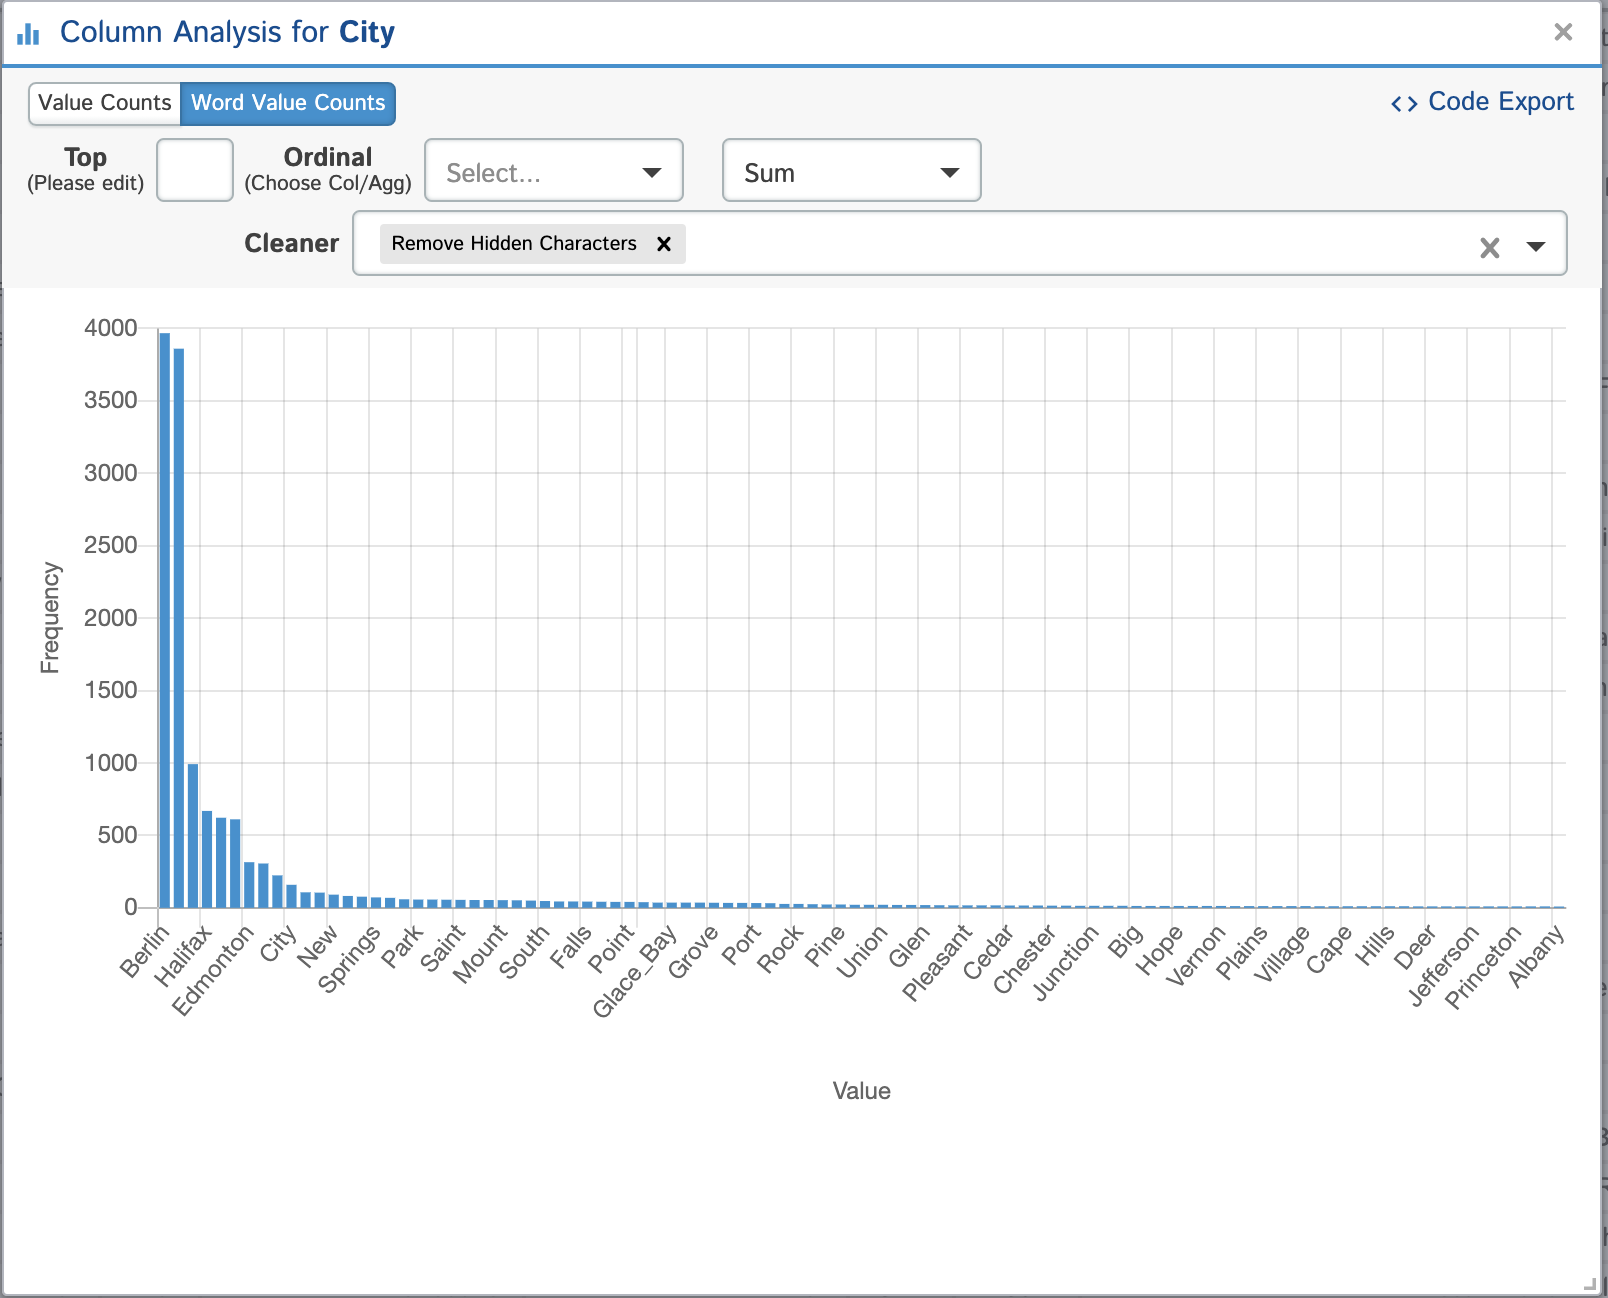 Column Analysis for City
Value Counts Word Value Counts
<> Code Export
Top
(Please edit)
Ordinal
(Choose Col/Agg)
Select...
Sum
Cleaner
Remove Hidden Characters
4000
3500
3000
2500
2000
1500
1000
500
0
Frequency
Berlin
Halifax
Edmonton
City
New
Springs
Park
Saint
Mount
South
Falls
Point
Glace_Bay
Grove
Port
Rock
Pine
Union
Glen
Pleasant
Cedar
Chester
Junction
Big
Hope
Vernon
Plains
Village
Cape
Hills
Deer
Jefferson
Princeton
Albany
Value